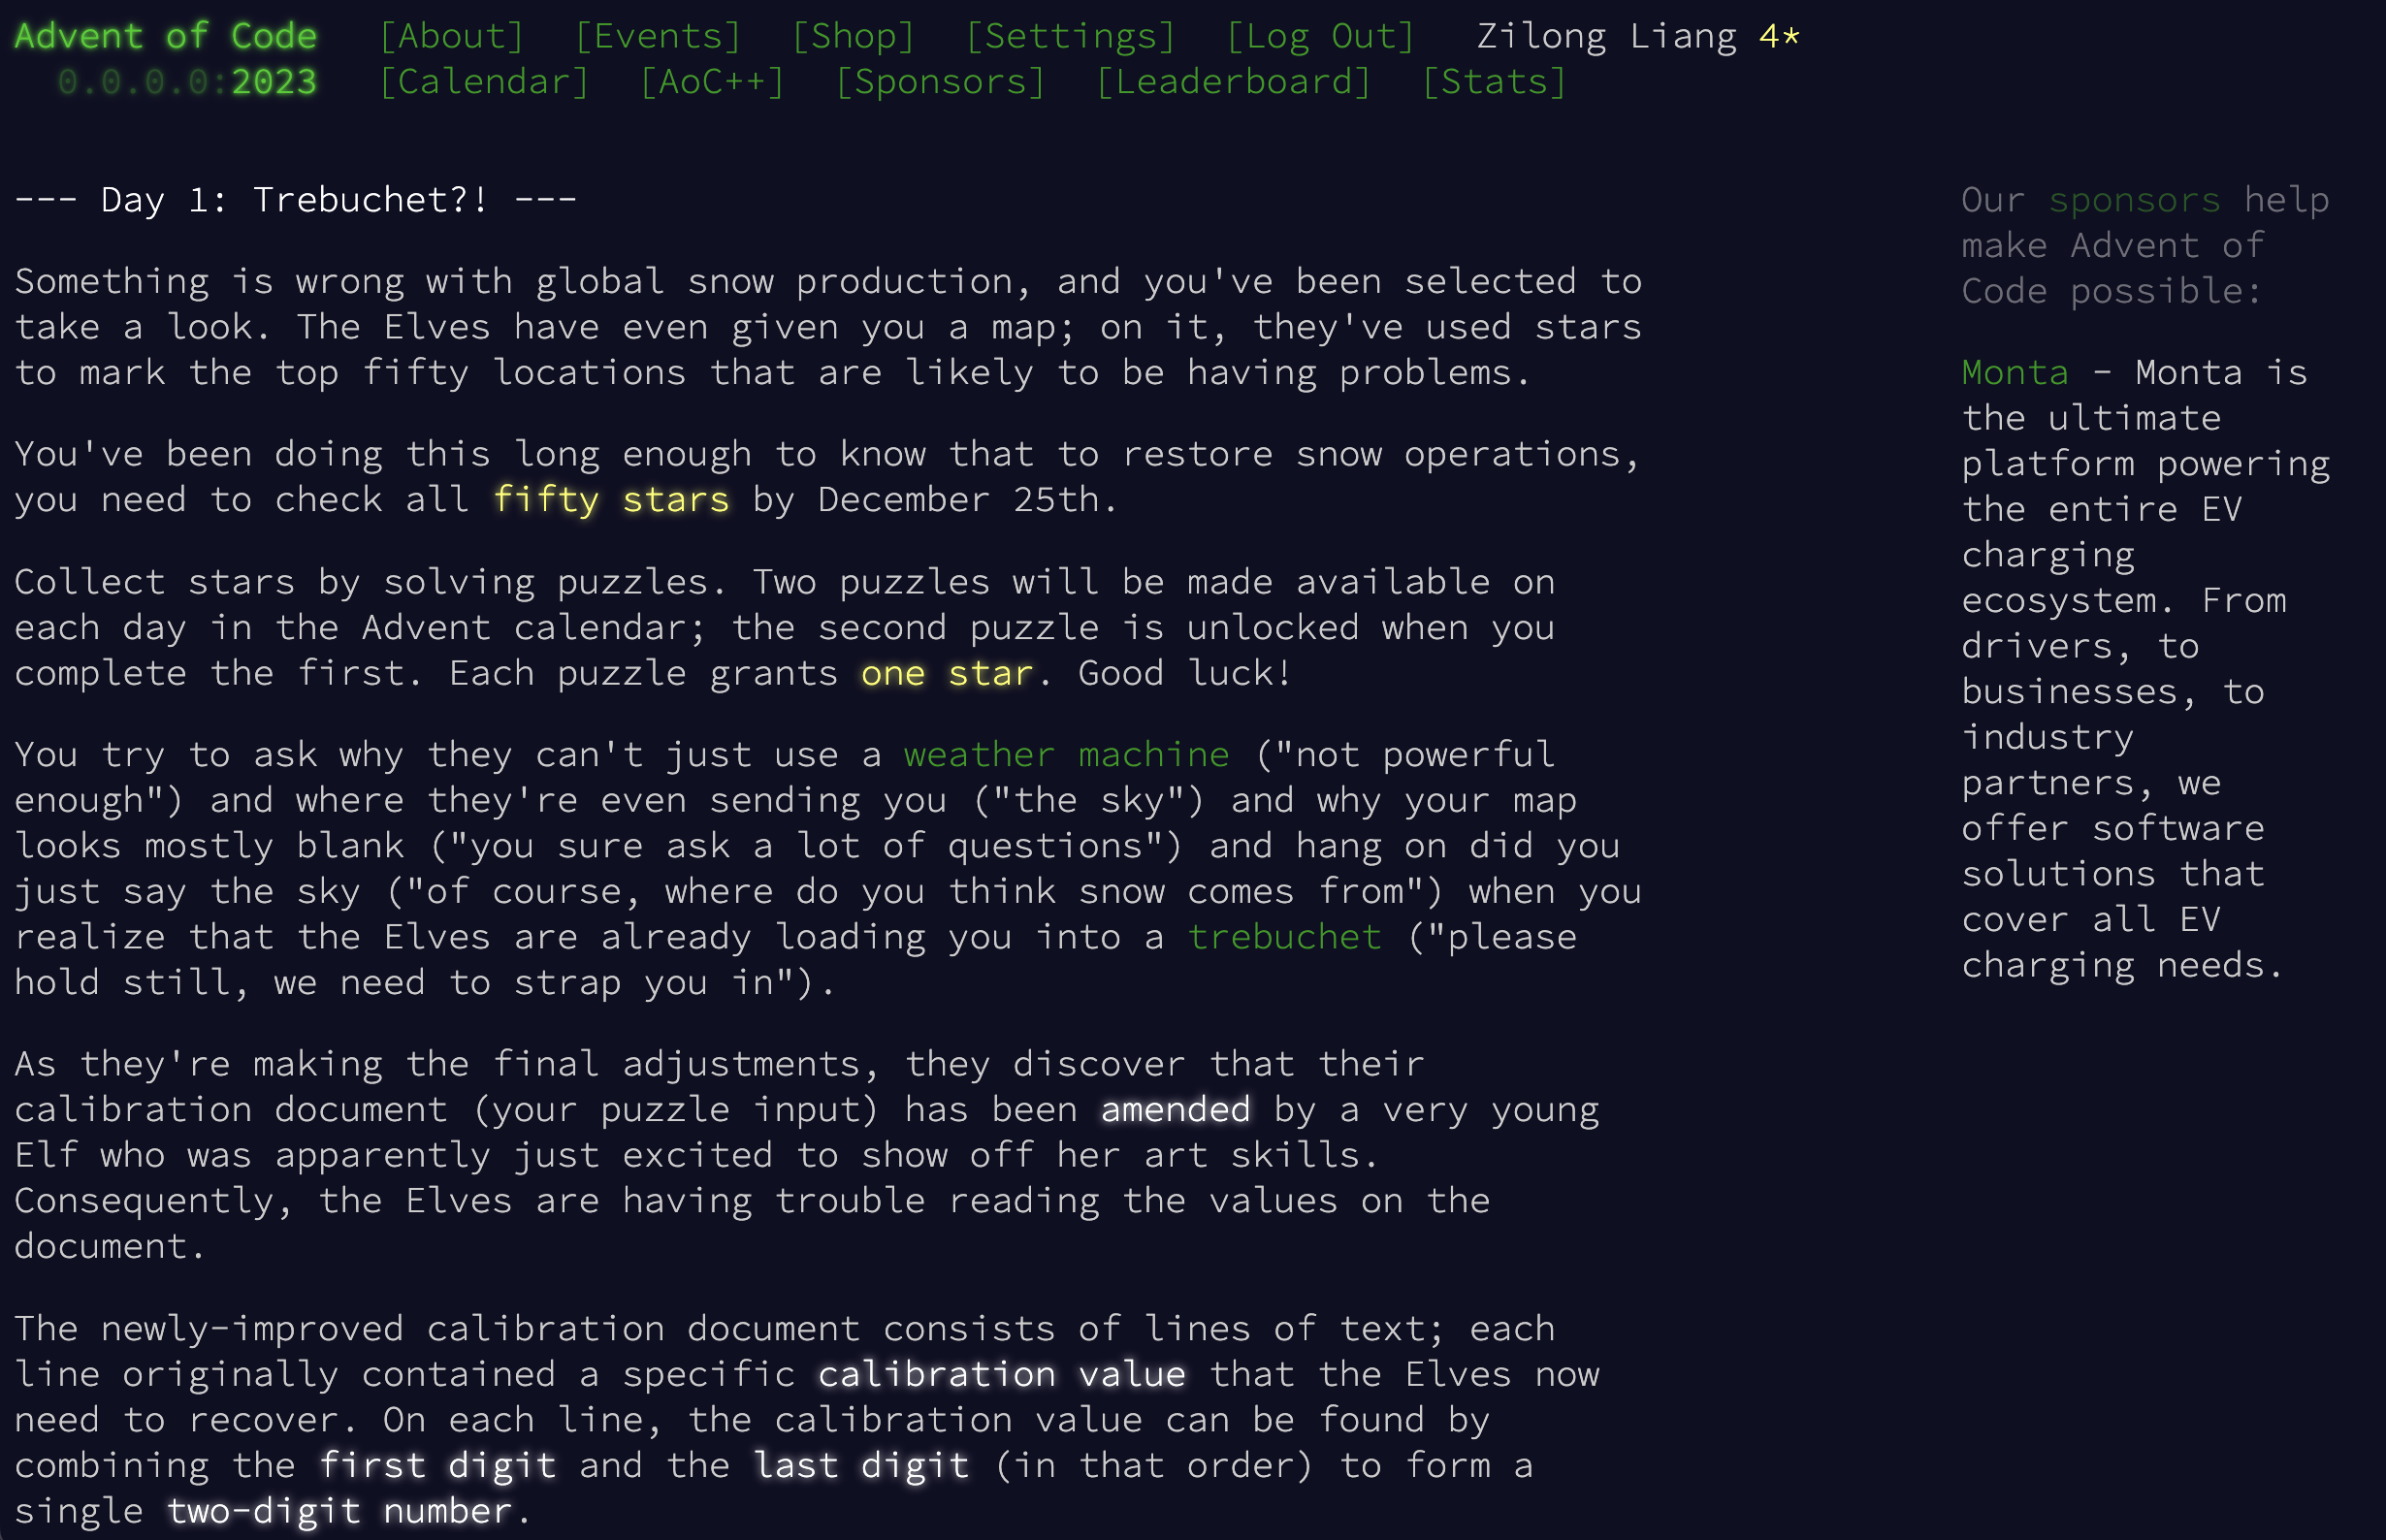 Advent of Code [About] [Events] [Shop] [Settings] [Log Out] Zilong Liang 4*
0.0.0.0:2023 [Calendar] [AoC++] [Sponsors] [Leaderboard] [Stats]
--- Day 1: Trebuchet?! ---
Something is wrong with global snow production, and you've been selected to
take a look. The Elves have even given you a map; on it, they've used stars
to mark the top fifty locations that are likely to be having problems.
You've been doing this long enough to know that to restore snow operations,
you need to check all fifty stars by December 25th.
Collect stars by solving puzzles. Two puzzles will be made available on
each day in the Advent calendar; the second puzzle is unlocked when you
complete the first. Each puzzle grants one star. Good luck!
You try to ask why they can't just use a weather machine ("not powerful
enough") and where they're even sending you ("the sky") and why your map
looks mostly blank ("you sure ask a lot of questions") and hang on did you
just say the sky ("of course, where do you think snow comes from") when you
realize that the Elves are already loading you into a trebuchet ("please
hold still, we need to strap you in").
As they're making the final adjustments, they discover that their
calibration document (your puzzle input) has been amended by a very young
Elf who was apparently just excited to show off her art skills.
Consequently, the Elves are having trouble reading the values on the
document.
The newly-improved calibration document consists of lines of text; each
line originally contained a specific calibration value that the Elves now
need to recover. On each line, the calibration value can be found by
combining the first digit and the last digit (in that order) to form a
single two-digit number.
Our sponsors help
make Advent of
Code possible:
Monta - Monta is
the ultimate
platform powering
the entire EV
charging
ecosystem. From
drivers, to
businesses, to
industry
partners, we
offer software
solutions that
cover all EV
charging needs.